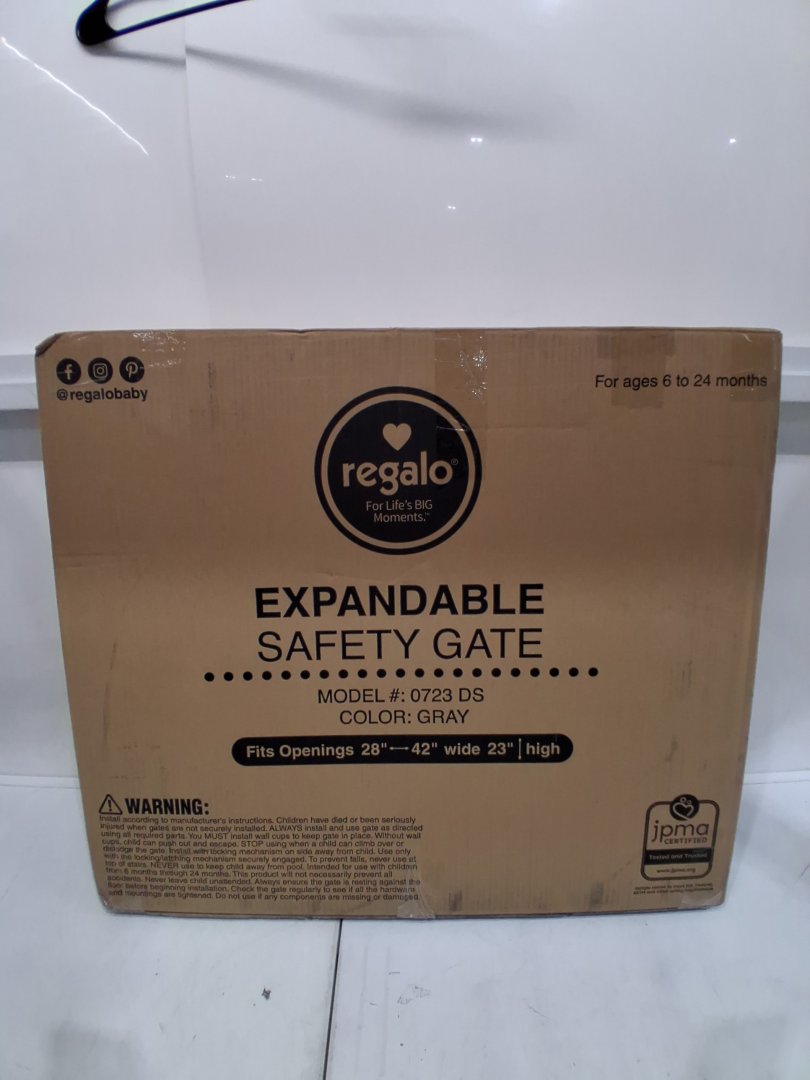 @regalobaby
For ages 6 to 24 months
regalo®
For Life's BIG
Moments.™
EXPANDABLE
SAFETY GATE
MODEL #: 0723 DS
COLOR: GRAY
Fits Openings 28" 42" wide 23" high
WARNING:
Install according to manufacturer's instructions. Children have died or been seriously
injured when gates are not securely installed. ALWAYS install and use gate as directed
using all required parts. You MUST install wall cups to keep gate in place. Without wall
cups, child can push out and escape. STOP using when a child can climb over or
dislodge the gate. Install with locking mechanism on side away from child. Use only
with the locking/latching mechanism securely engaged. To prevent falls, never use at
top of stairs. NEVER use to keep child away from pool. Intended for use with children
from 6 months through 24 months. This product will not necessarily prevent all
accidents. Never leave child unattended. Always ensure the gate is resting against the
floor before beginning installation. Check the gate regularly to see if all the hardware
and mountings are tightened. Do not use if any components are missing or damaged.
jpma
CERTIFIED
Tested and Trusted
www.jpma.org